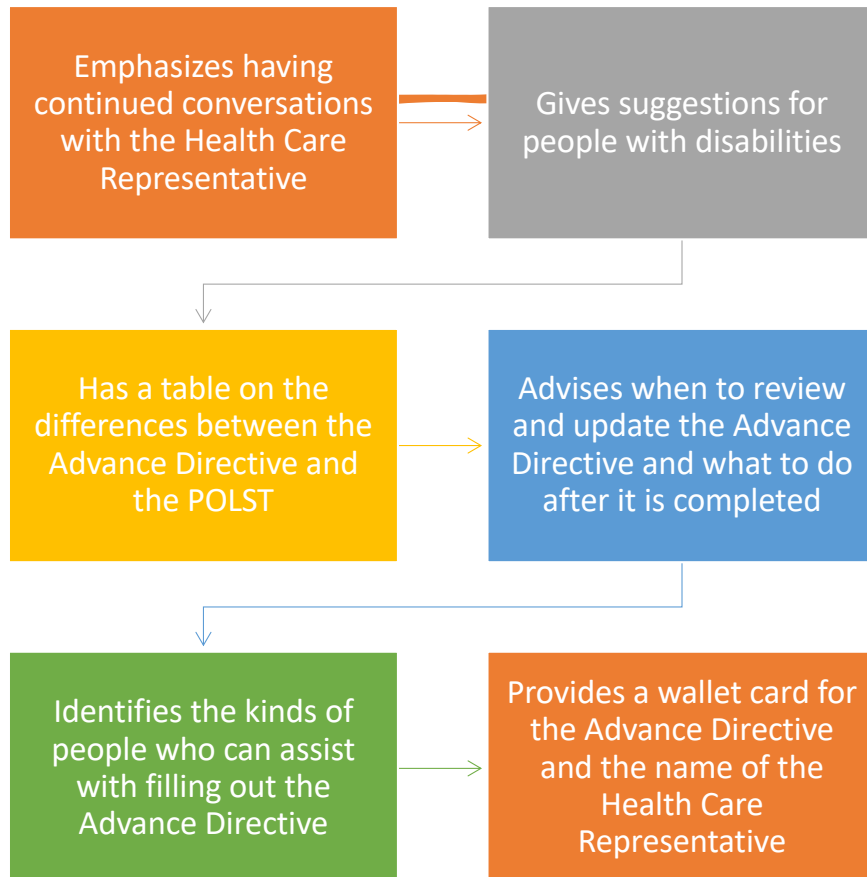 Emphasizes having
continued conversations
with the Health Care
Representative
Gives suggestions for
people with disabilities
Has a table on the
differences between the
Advance Directive and
the POLST
Advises when to review
and update the Advance
Directive and what to do
after it is completed
Identifies the kinds of
people who can assist
with filling out the
Advance Directive
Provides a wallet card for
the Advance Directive
and the name of the
Health Care
Representative